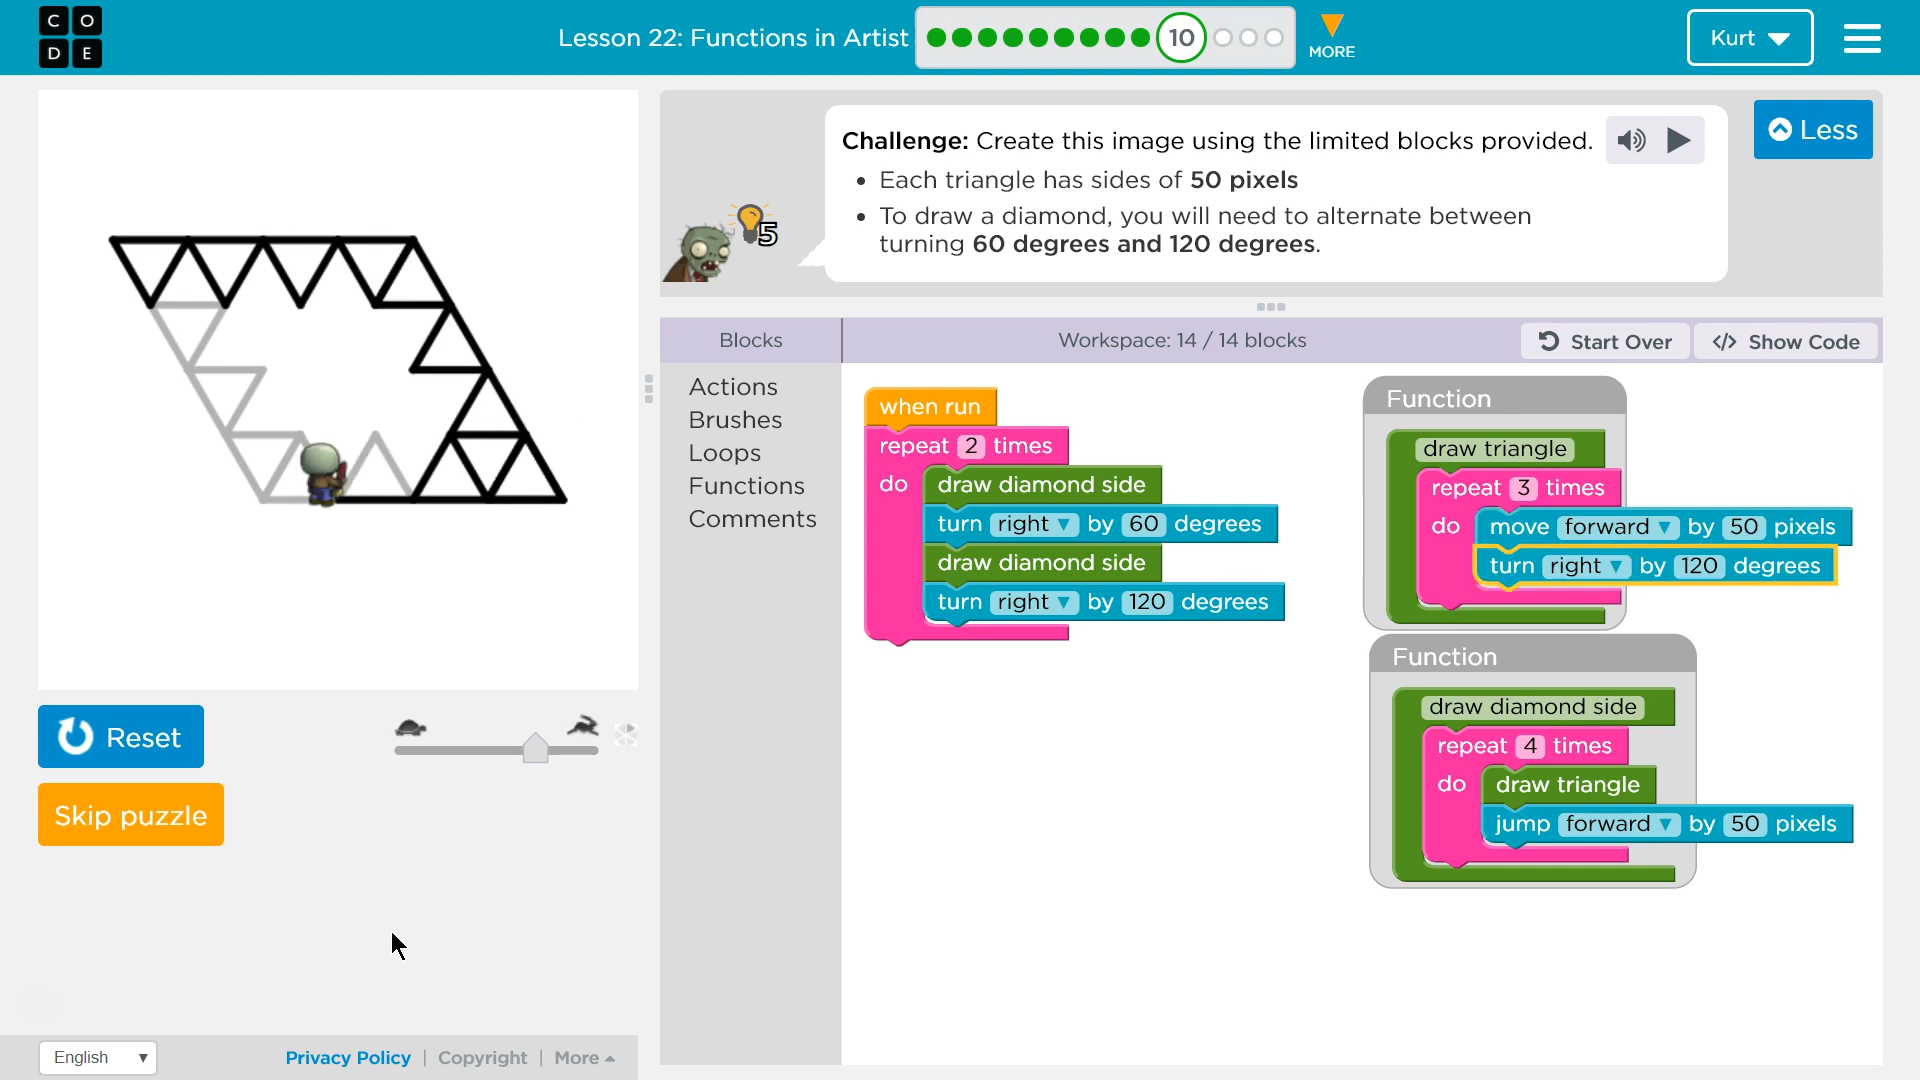 C O
D E
Lesson 22: Functions in Artist
10
MORE
Kurt
Challenge: Create this image using the limited blocks provided.
• Each triangle has sides of 50 pixels
• To draw a diamond, you will need to alternate between
turning 60 degrees and 120 degrees.
5
Less
Blocks
Workspace: 14 / 14 blocks
Start Over
</> Show Code
Actions
Brushes
Loops
Functions
Comments
when run
repeat 2 times
do draw diamond side
turn right by 60 degrees
draw diamond side
turn right by 120 degrees
Function
draw triangle
repeat 3 times
do move forward by 50 pixels
turn right by 120 degrees
Function
draw diamond side
repeat 4 times
do draw triangle
jump forward by 50 pixels
Reset
Skip puzzle
English
Privacy Policy | Copyright | More